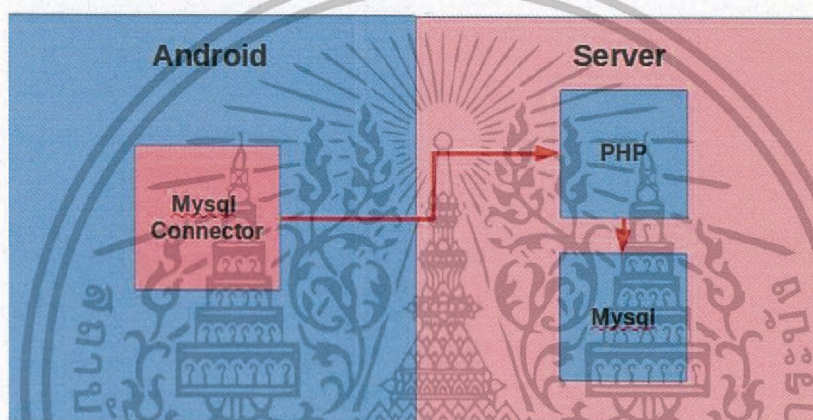 Android
Server
Mysql
Connector
PHP
Mysql